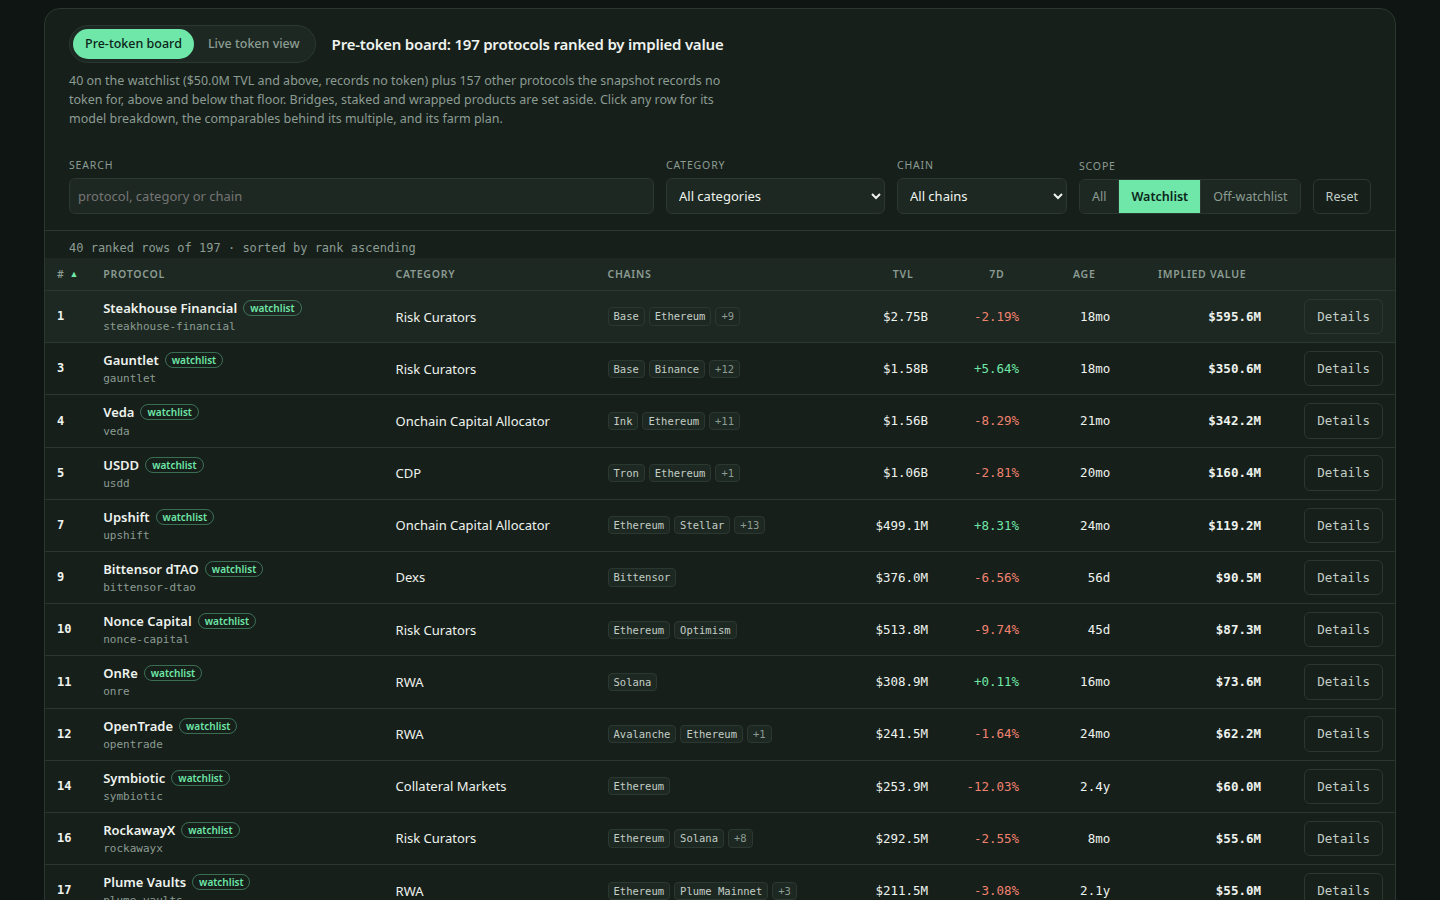 Pre-token board Live token view Pre-token board: 197 protocols ranked by implied value
40 on the watchlist ($50.0M TVL and above, records no token) plus 157 other protocols the snapshot records no
token for, above and below that floor. Bridges, staked and wrapped products are set aside. Click any row for its
model breakdown, the comparables behind its multiple, and its farm plan.
SEARCH CATEGORY CHAIN SCOPE
protocol, category or chain All categories All chains All Watchlist Off-watchlist Reset
40 ranked rows of 197 · sorted by rank ascending
# ▲ PROTOCOL CATEGORY CHAINS TVL 7D AGE IMPLIED VALUE
1 Steakhouse Financial watchlist Risk Curators Base Ethereum +9 $2.75B -2.19% 18mo $595.6M Details
steakhouse-financial
3 Gauntlet watchlist Risk Curators Base Binance +12 $1.58B +5.64% 18mo $350.6M Details
gauntlet
4 Veda watchlist Onchain Capital Allocator Ink Ethereum +11 $1.56B -8.29% 21mo $342.2M Details
veda
5 USDD watchlist CDP Tron Ethereum +1 $1.06B -2.81% 20mo $160.4M Details
usdd
7 Upshift watchlist Onchain Capital Allocator Ethereum Stellar +13 $499.1M +8.31% 24mo $119.2M Details
upshift
9 Bittensor dTAO watchlist Dexs Bittensor $376.0M -6.56% 56d $90.5M Details
bittensor-dtao
10 Nonce Capital watchlist Risk Curators Ethereum Optimism $513.8M -9.74% 45d $87.3M Details
nonce-capital
11 OnRe watchlist RWA Solana $308.9M +0.11% 16mo $73.6M Details
onre
12 OpenTrade watchlist RWA Avalanche Ethereum +1 $241.5M -1.64% 24mo $62.2M Details
opentrade
14 Symbiotic watchlist Collateral Markets Ethereum $253.9M -12.03% 2.4y $60.0M Details
symbiotic
16 RockawayX watchlist Risk Curators Ethereum Solana +8 $292.5M -2.55% 8mo $55.6M Details
rockawayx
17 Plume Vaults watchlist RWA Ethereum Plume Mainnet +3 $211.5M -3.08% 2.1y $55.0M Details
plume-vaults